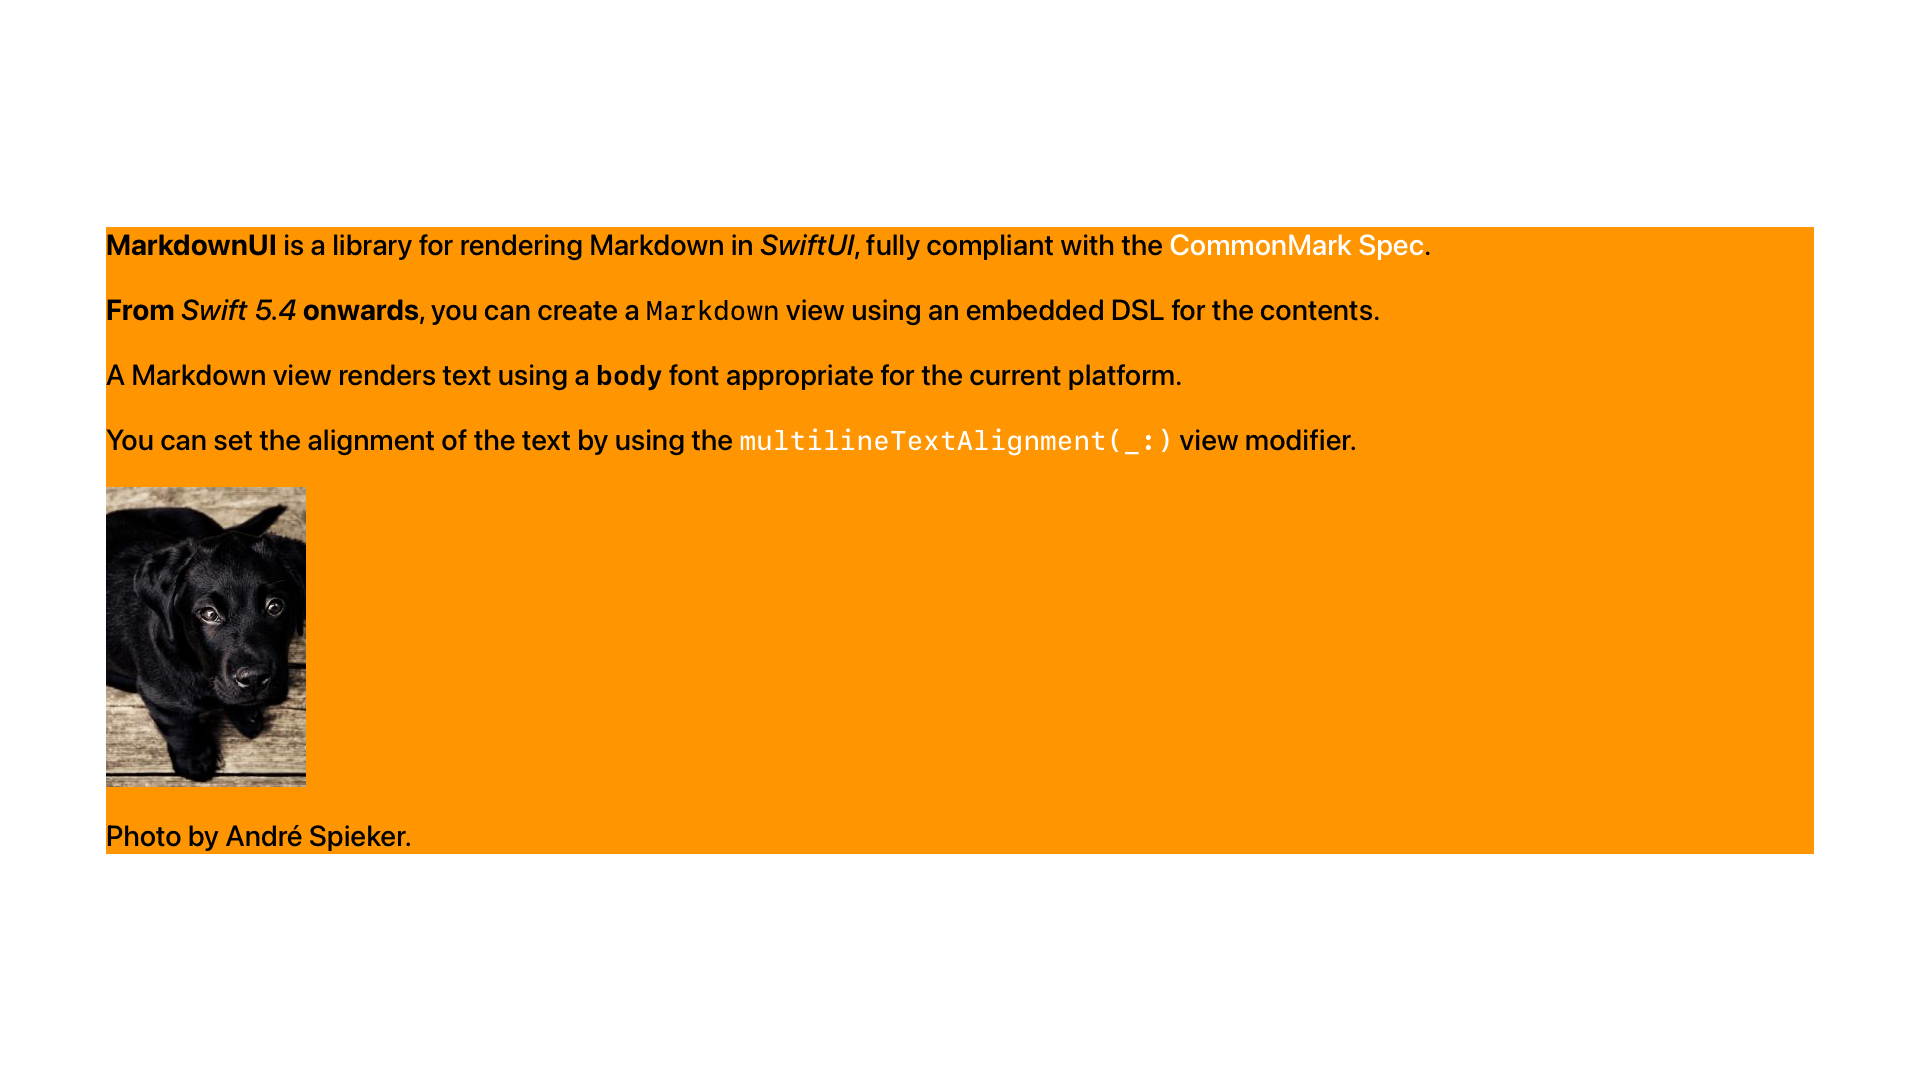 MarkdownUI is a library for rendering Markdown in SwiftUI, fully compliant with the CommonMark Spec.
From Swift 5.4 onwards, you can create a Markdown view using an embedded DSL for the contents.
A Markdown view renders text using a body font appropriate for the current platform.
You can set the alignment of the text by using the multilineTextAlignment(_:) view modifier.
Photo by André Spieker.